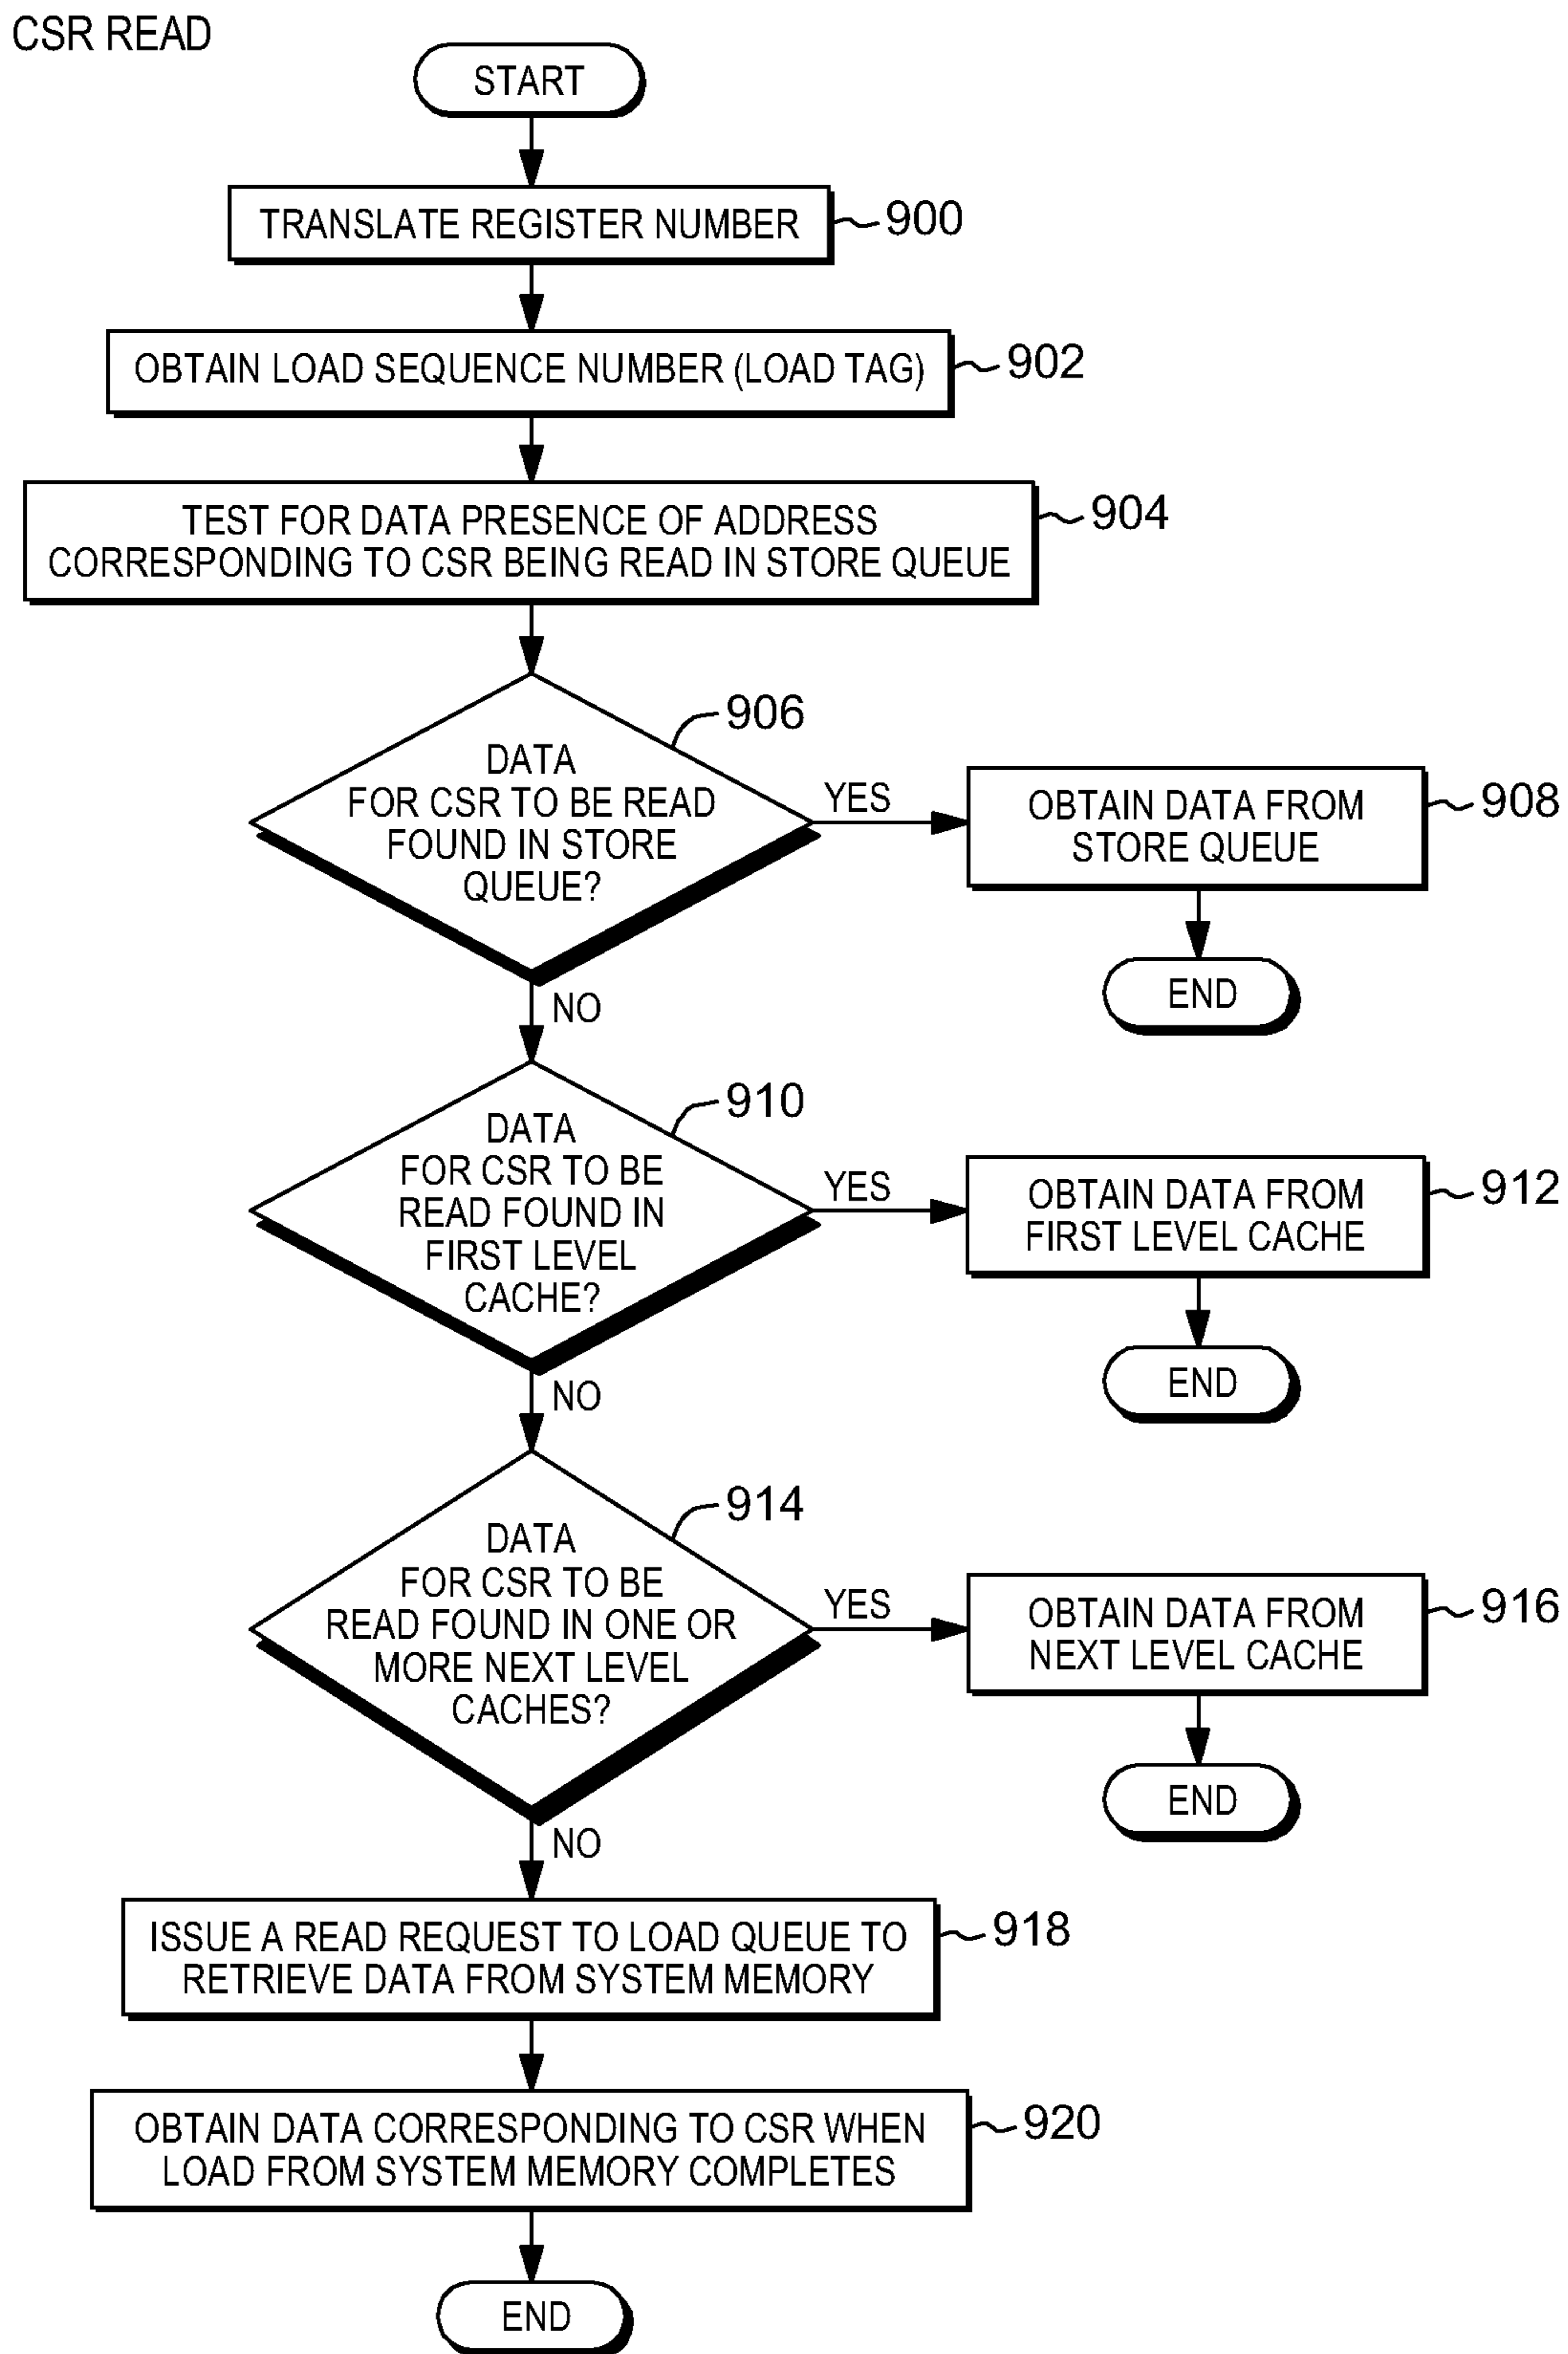 CSR READ
START
TRANSLATE REGISTER NUMBER
900
OBTAIN LOAD SEQUENCE NUMBER (LOAD TAG)
902
TEST FOR DATA PRESENCE OF ADDRESS
CORRESPONDING TO CSR BEING READ IN STORE QUEUE
904
906
DATA
FOR CSR TO BE READ
FOUND IN STORE
QUEUE?
YES
OBTAIN DATA FROM
STORE QUEUE
908
END
NO
910
DATA
FOR CSR TO BE
READ FOUND IN
FIRST LEVEL
CACHE?
YES
OBTAIN DATA FROM
FIRST LEVEL CACHE
912
END
NO
914
DATA
FOR CSR TO BE
READ FOUND IN ONE OR
MORE NEXT LEVEL
CACHES?
YES
OBTAIN DATA FROM
NEXT LEVEL CACHE
916
END
NO
ISSUE A READ REQUEST TO LOAD QUEUE TO
RETRIEVE DATA FROM SYSTEM MEMORY
918
OBTAIN DATA CORRESPONDING TO CSR WHEN
LOAD FROM SYSTEM MEMORY COMPLETES
920
END